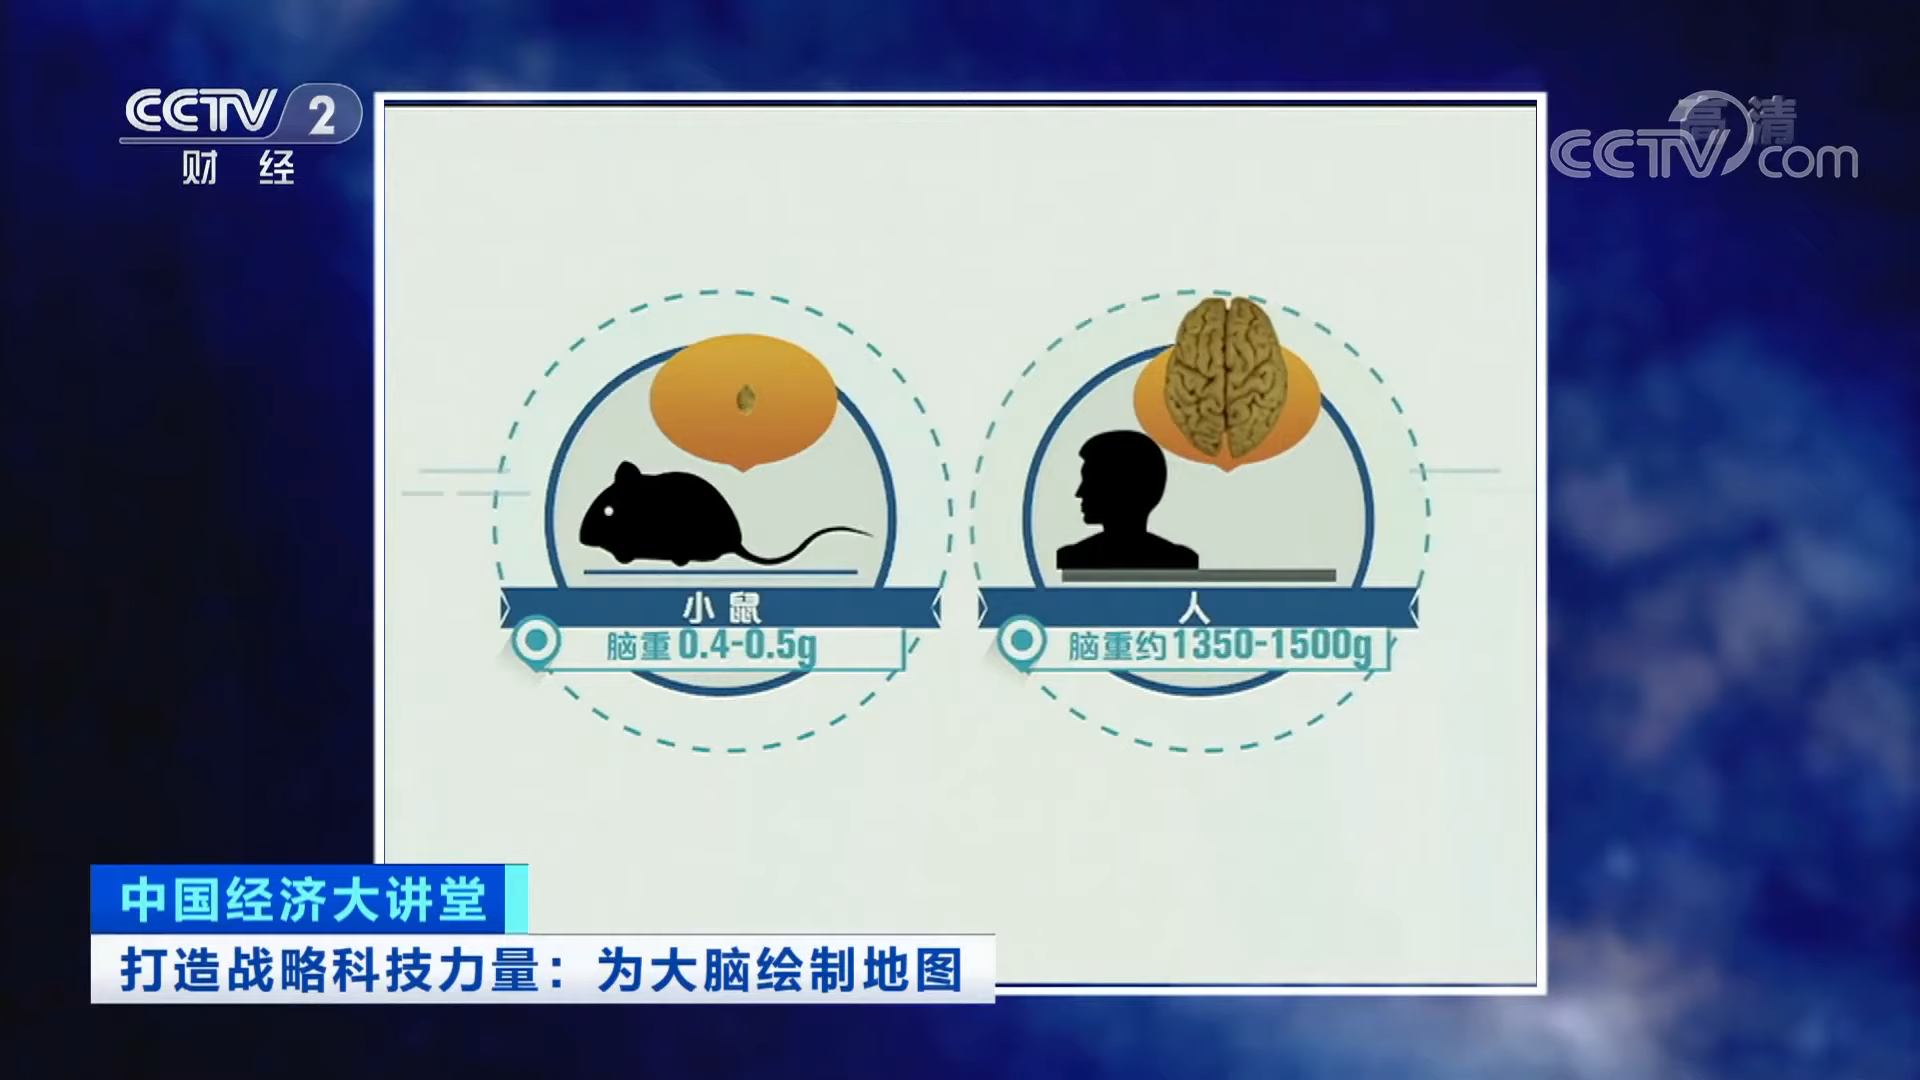 CCTV 2
财 经
高清
CCTV com
小鼠
脑重0.4-0.5g
人
脑重约1350-1500g
中国经济大讲堂
打造战略科技力量：为大脑绘制地图